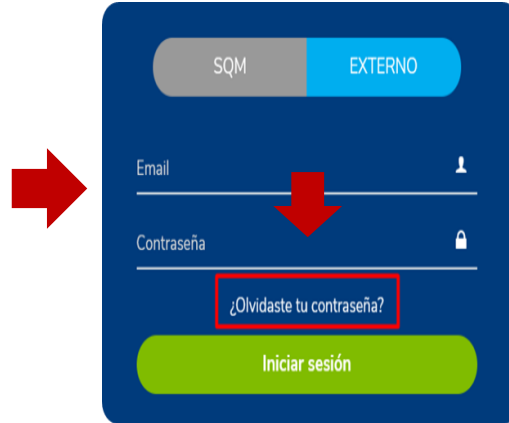 SQM EXTERNO
Email
Contraseña
¿Olvidaste tu contraseña?
Iniciar sesión